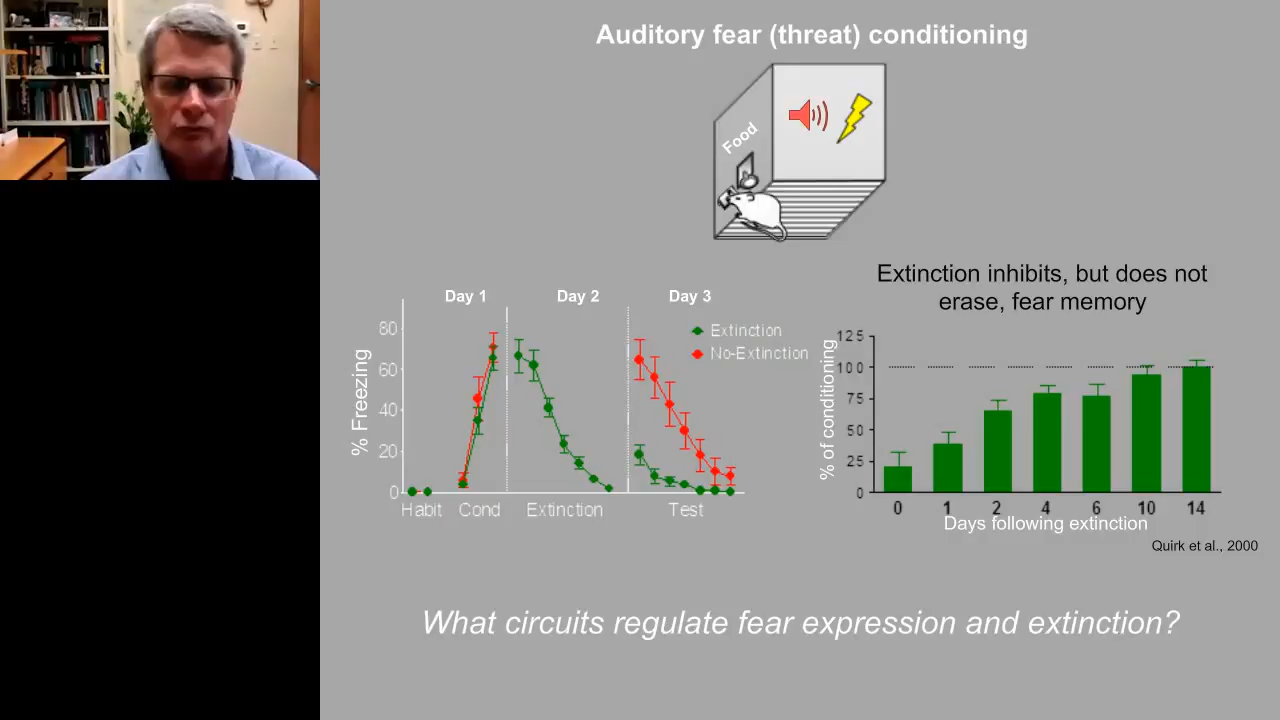 Auditory fear (threat) conditioning
Food
Day 1
Day 2
Day 3
% Freezing
80
60
40
20
0
Extinction
No-Extinction
Habit
Cond
Extinction
Test
Extinction inhibits, but does not
erase, fear memory
% of conditioning
125
100
75
50
25
0
0 1 2 4 6 10 14
Days following extinction
Quirk et al., 2000
What circuits regulate fear expression and extinction?